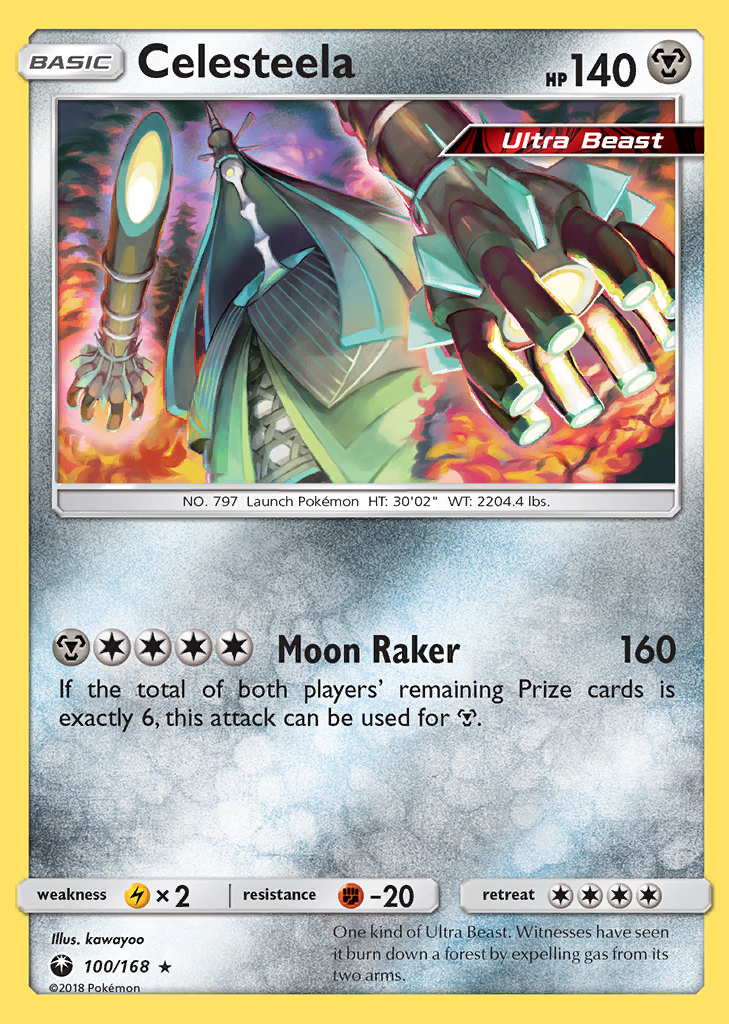 BASIC Celesteela HP 140
Ultra Beast
NO. 797 Launch Pokémon HT: 30'02" WT: 2204.4 lbs.
Moon Raker 160
If the total of both players' remaining Prize cards is
exactly 6, this attack can be used for .
weakness ×2 resistance -20 retreat
Illus. kawayoo
100/168
©2018 Pokémon
One kind of Ultra Beast. Witnesses have seen
it burn down a forest by expelling gas from its
two arms.